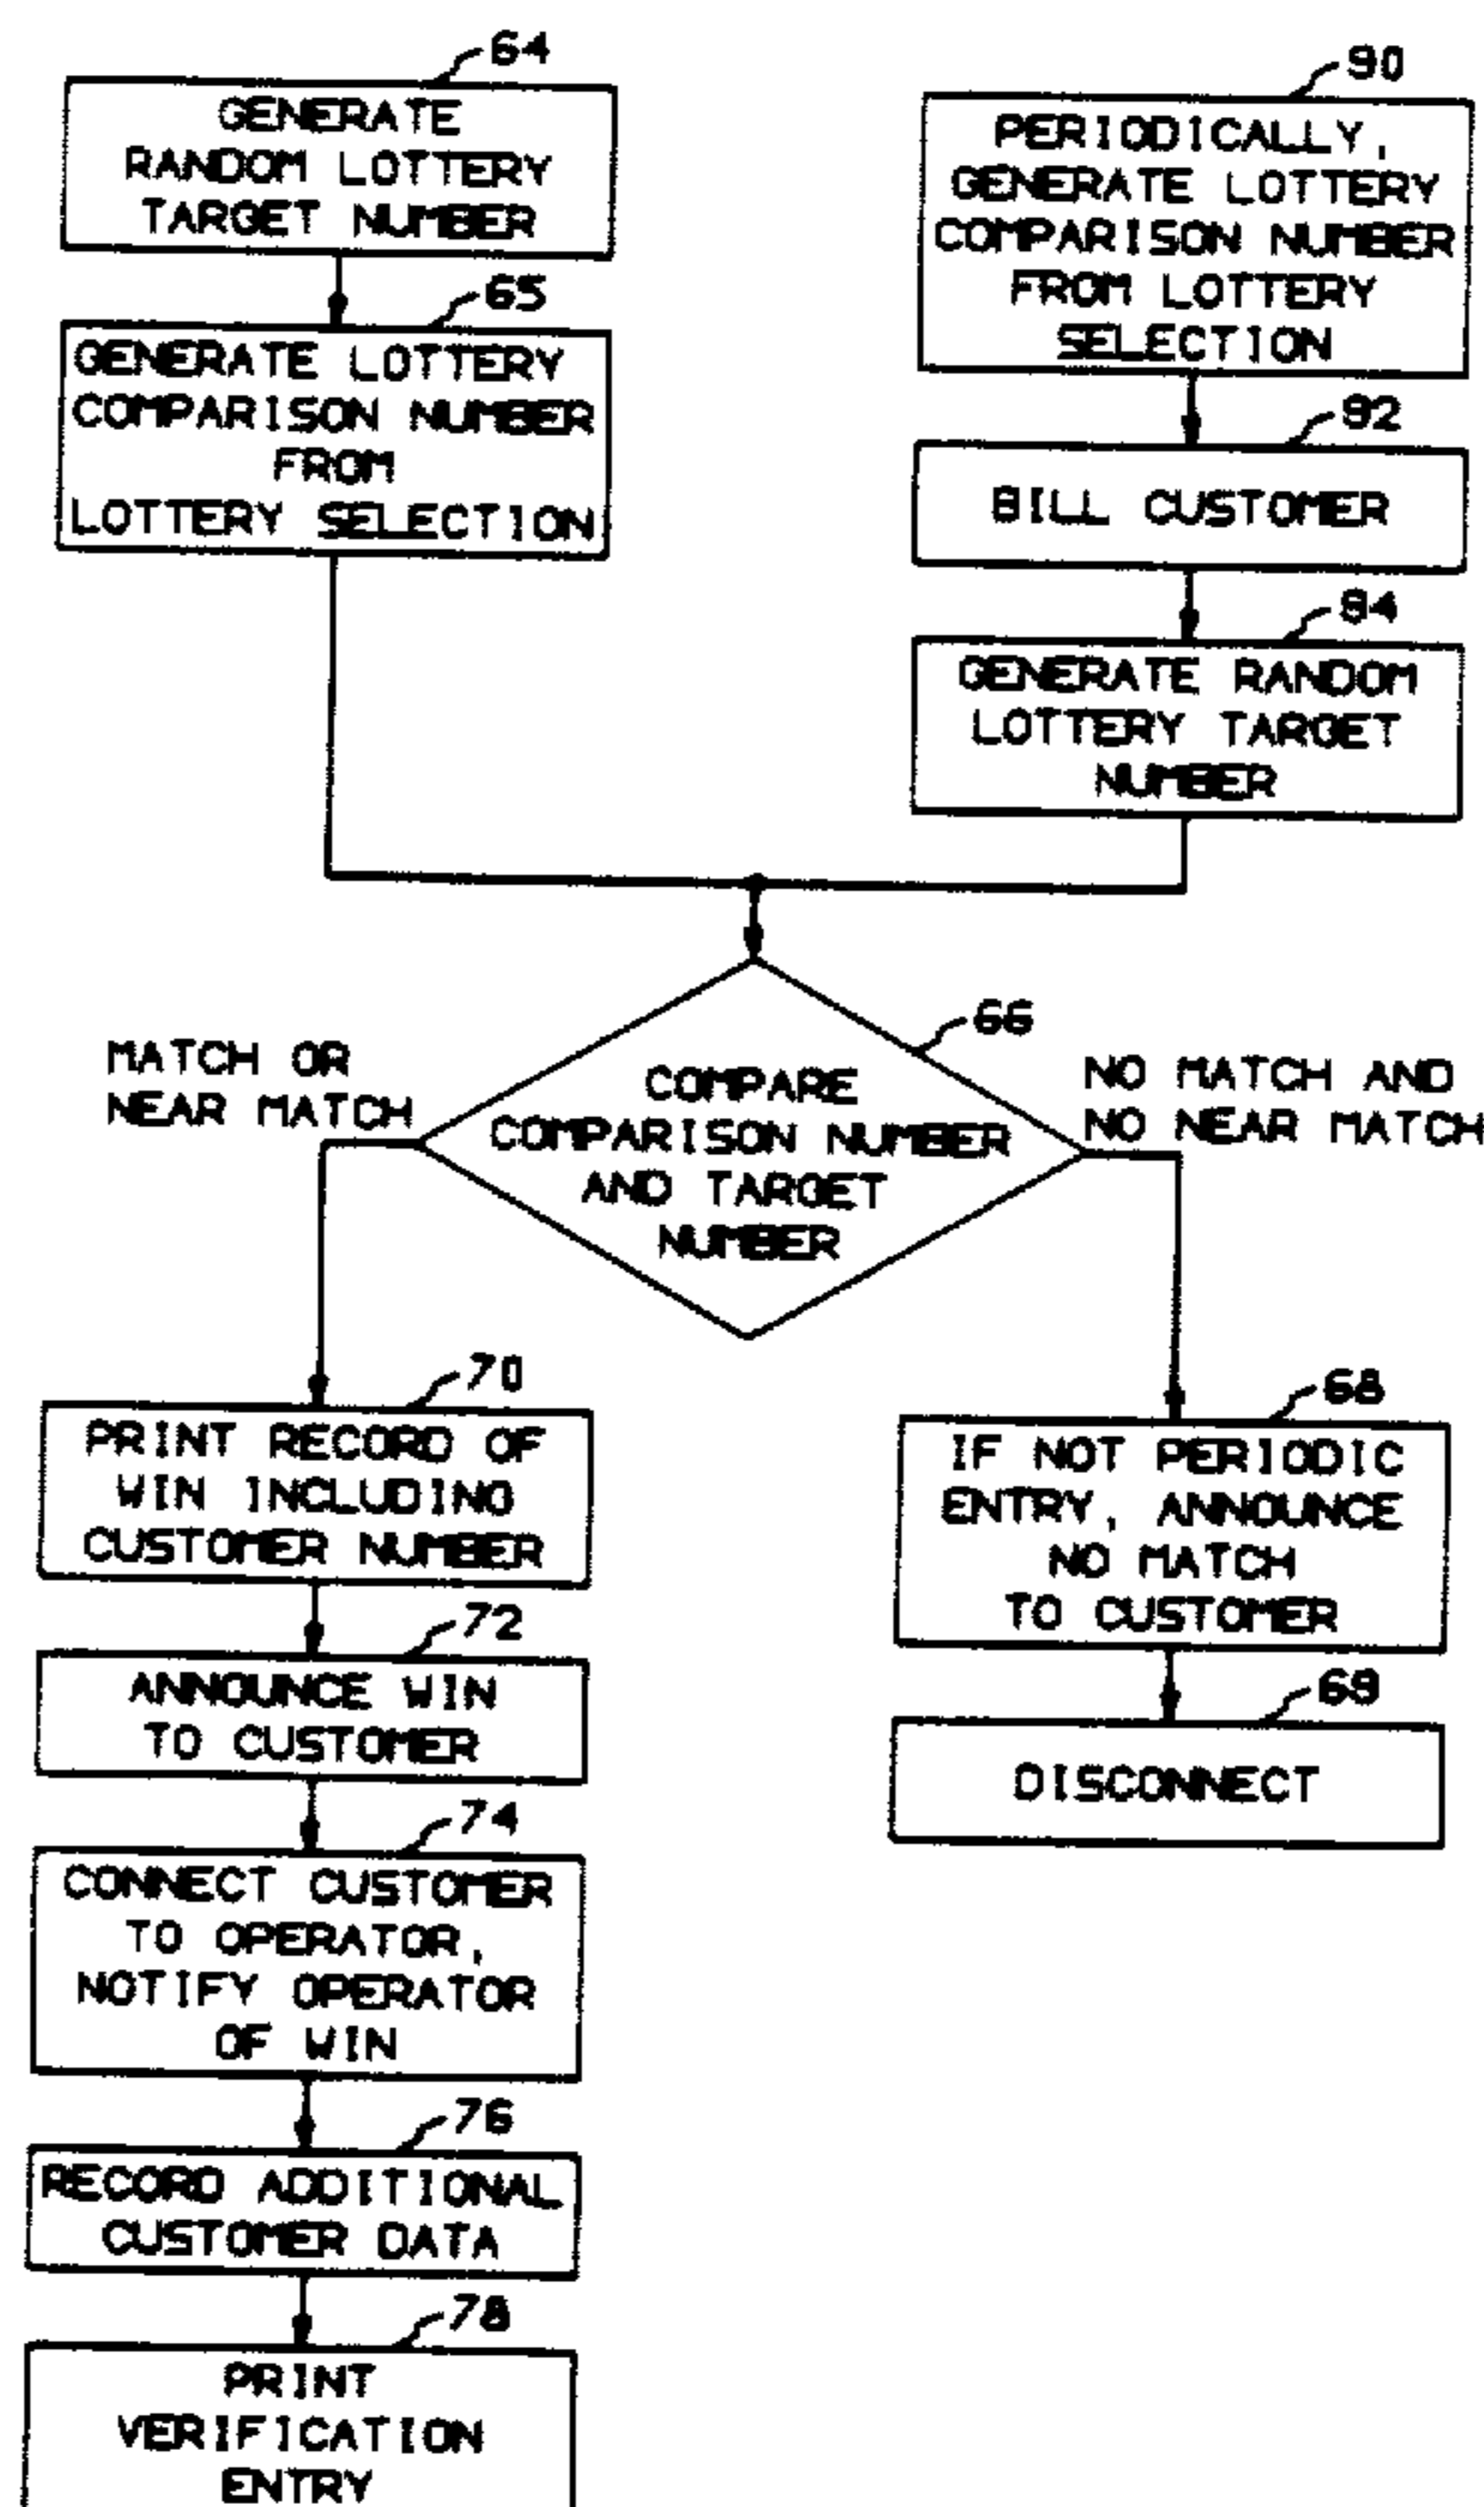 64
GENERATE
RANDOM LOTTERY
TARGET NUMBER
65
GENERATE LOTTERY
COMPARISON NUMBER
FROM
LOTTERY SELECTION
90
PERIODICALLY,
GENERATE LOTTERY
COMPARISON NUMBER
FROM LOTTERY
SELECTION
92
BILL CUSTOMER
94
GENERATE RANDOM
LOTTERY TARGET
NUMBER
66
COMPARE
COMPARISON NUMBER
AND TARGET
NUMBER
MATCH OR
NEAR MATCH
NO MATCH AND
NO NEAR MATCH
70
PRINT RECORD OF
WIN INCLUDING
CUSTOMER NUMBER
72
ANNOUNCE WIN
TO CUSTOMER
74
CONNECT CUSTOMER
TO OPERATOR,
NOTIFY OPERATOR
OF WIN
76
RECORD ADDITIONAL
CUSTOMER DATA
78
PRINT
VERIFICATION
ENTRY
68
IF NOT PERIODIC
ENTRY, ANNOUNCE
NO MATCH
TO CUSTOMER
69
DISCONNECT